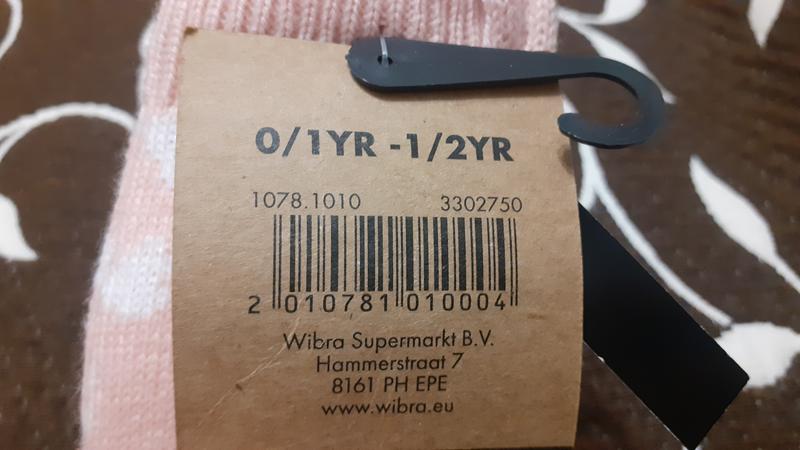 0/1YR -1/2YR
1078.1010 3302750
2 010781 010004
Wibra Supermarkt B.V.
Hammerstraat 7
8161 PH EPE
www.wibra.eu